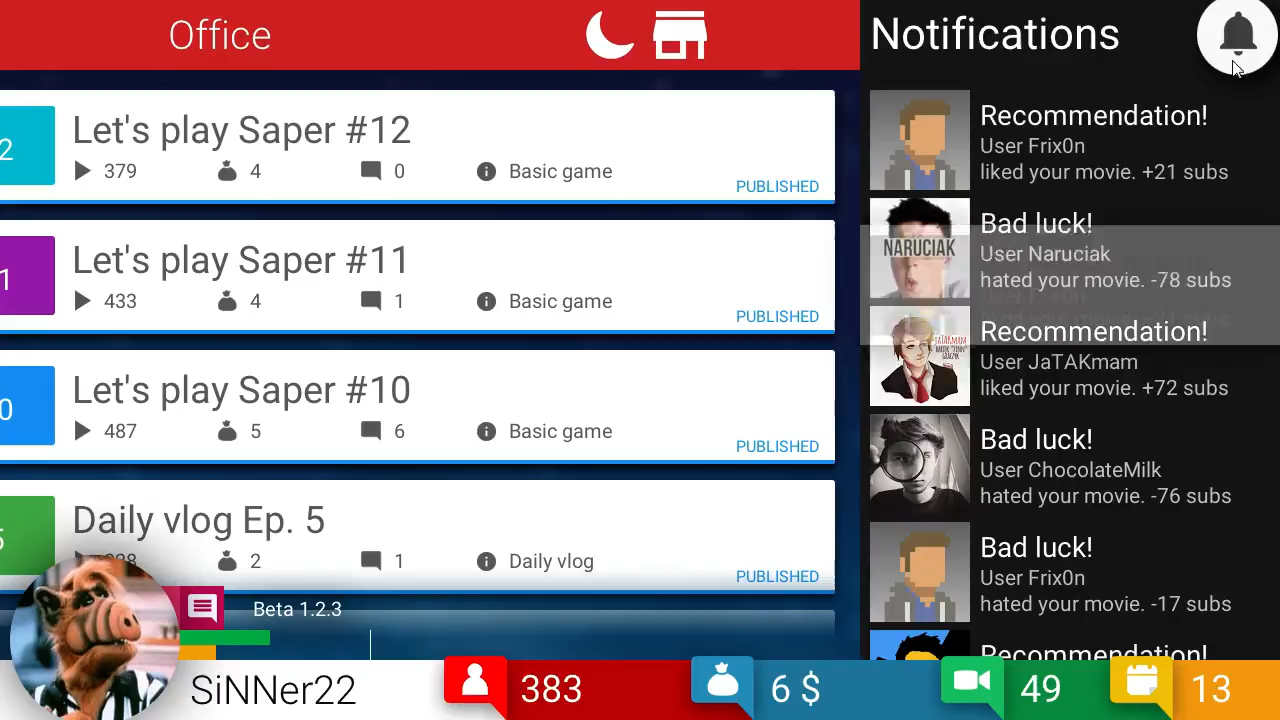 Office
Notifications
2
Let's play Saper #12
379
4
0
Basic game
PUBLISHED
1
Let's play Saper #11
433
4
1
Basic game
PUBLISHED
0
Let's play Saper #10
487
5
6
Basic game
PUBLISHED
Daily vlog Ep. 5
2
1
Daily vlog
PUBLISHED
Beta 1.2.3
SiNNer22
383
6 $
49
13
Recommendation!
User Frix0n
liked your movie. +21 subs
NARUCIAK
Bad luck!
User Naruciak
hated your movie. -78 subs
Recommendation!
User JaTAKmam
liked your movie. +72 subs
Bad luck!
User ChocolateMilk
hated your movie. -76 subs
Bad luck!
User Frix0n
hated your movie. -17 subs
Recommendation!